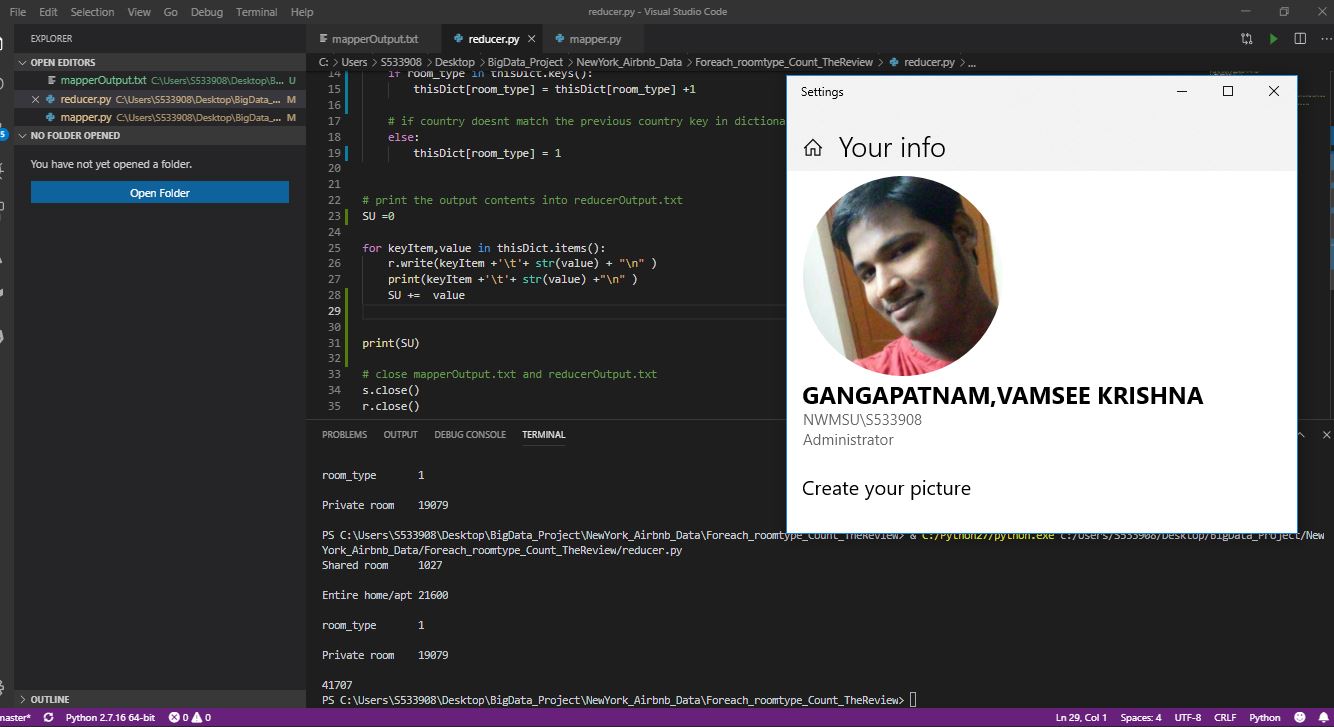 File Edit Selection View Go Debug Terminal Help
reducer.py - Visual Studio Code
EXPLORER
OPEN EDITORS
mapperOutput.txt C:\Users\S533908\Desktop\B... U
reducer.py C:\Users\S533908\Desktop\BigData_... M
mapper.py C:\Users\S533908\Desktop\BigData_... M
NO FOLDER OPENED
You have not yet opened a folder.
Open Folder
OUTLINE
mapperOutput.txt reducer.py mapper.py
C: > Users > S533908 > Desktop > BigData_Project > NewYork_Airbnb_Data > Foreach_roomtype_Count_TheReview > reducer.py > ...
14 if room_type in thisDict.keys():
15 thisDict[room_type] = thisDict[room_type] +1
16
17 # if country doesnt match the previous country key in dictiona
18 else:
19 thisDict[room_type] = 1
20
21
22 # print the output contents into reducerOutput.txt
23 SU =0
24
25 for keyItem,value in thisDict.items():
26 r.write(keyItem +'\t'+ str(value) + "\n" )
27 print(keyItem +'\t'+ str(value) +"\n" )
28 SU += value
29
30
31 print(SU)
32
33 # close mapperOutput.txt and reducerOutput.txt
34 s.close()
35 r.close()
Settings
Your info
GANGAPATNAM,VAMSEE KRISHNA
NWMSU\S533908
Administrator
Create your picture
PROBLEMS OUTPUT DEBUG CONSOLE TERMINAL
room_type 1
Private room 19079
PS C:\Users\S533908\Desktop\BigData_Project\NewYork_Airbnb_Data\Foreach_roomtype_Count_TheReview> & C:/Python27/python.exe c:/Users/S533908/Desktop/BigData_Project/New
York_Airbnb_Data/Foreach_roomtype_Count_TheReview/reducer.py
Shared room 1027
Entire home/apt 21600
room_type 1
Private room 19079
41707
PS C:\Users\S533908\Desktop\BigData_Project\NewYork_Airbnb_Data\Foreach_roomtype_Count_TheReview>
master* Python 2.7.16 64-bit 0 0 Ln 29, Col 1 Spaces: 4 UTF-8 CRLF Python